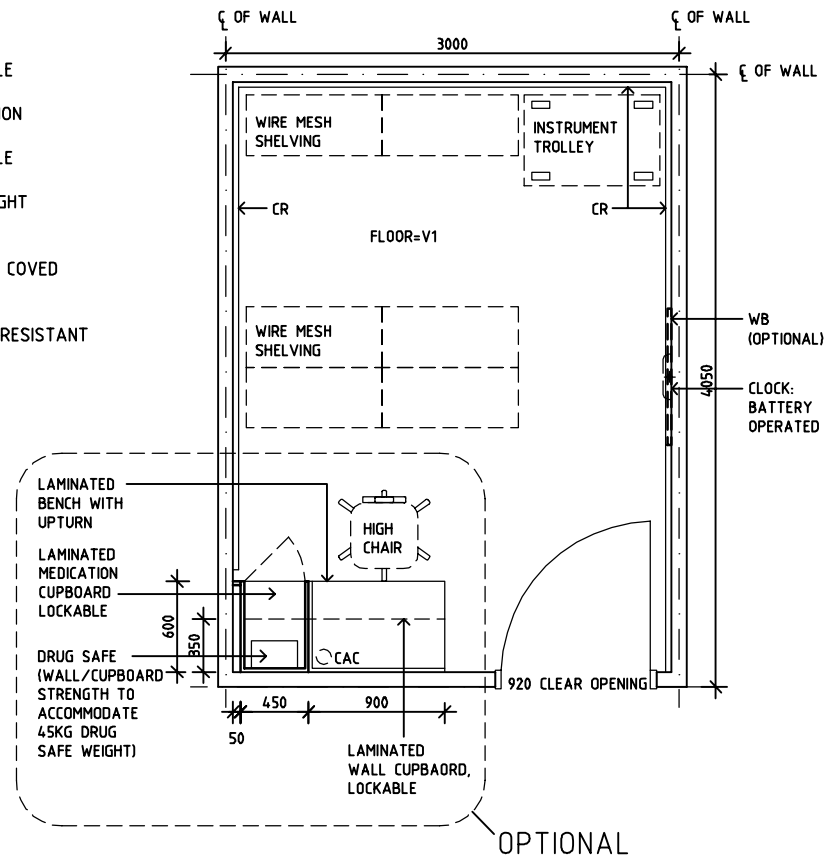 ℄ OF WALL
℄ OF WALL
3000
℄ OF WALL
WIRE MESH
SHELVING
INSTRUMENT
TROLLEY
CR
CR
FLOOR=V1
COVED
RESISTANT
WIRE MESH
SHELVING
WB
(OPTIONAL)
4050
CLOCK:
BATTERY
OPERATED
LAMINATED
BENCH WITH
UPTURN
HIGH
CHAIR
LAMINATED
MEDICATION
CUPBOARD
LOCKABLE
600
350
DRUG SAFE
(WALL/CUPBOARD
STRENGTH TO
ACCOMMODATE
45KG DRUG
SAFE WEIGHT)
CAC
920 CLEAR OPENING
450
900
50
LAMINATED
WALL CUPBAORD,
LOCKABLE
OPTIONAL